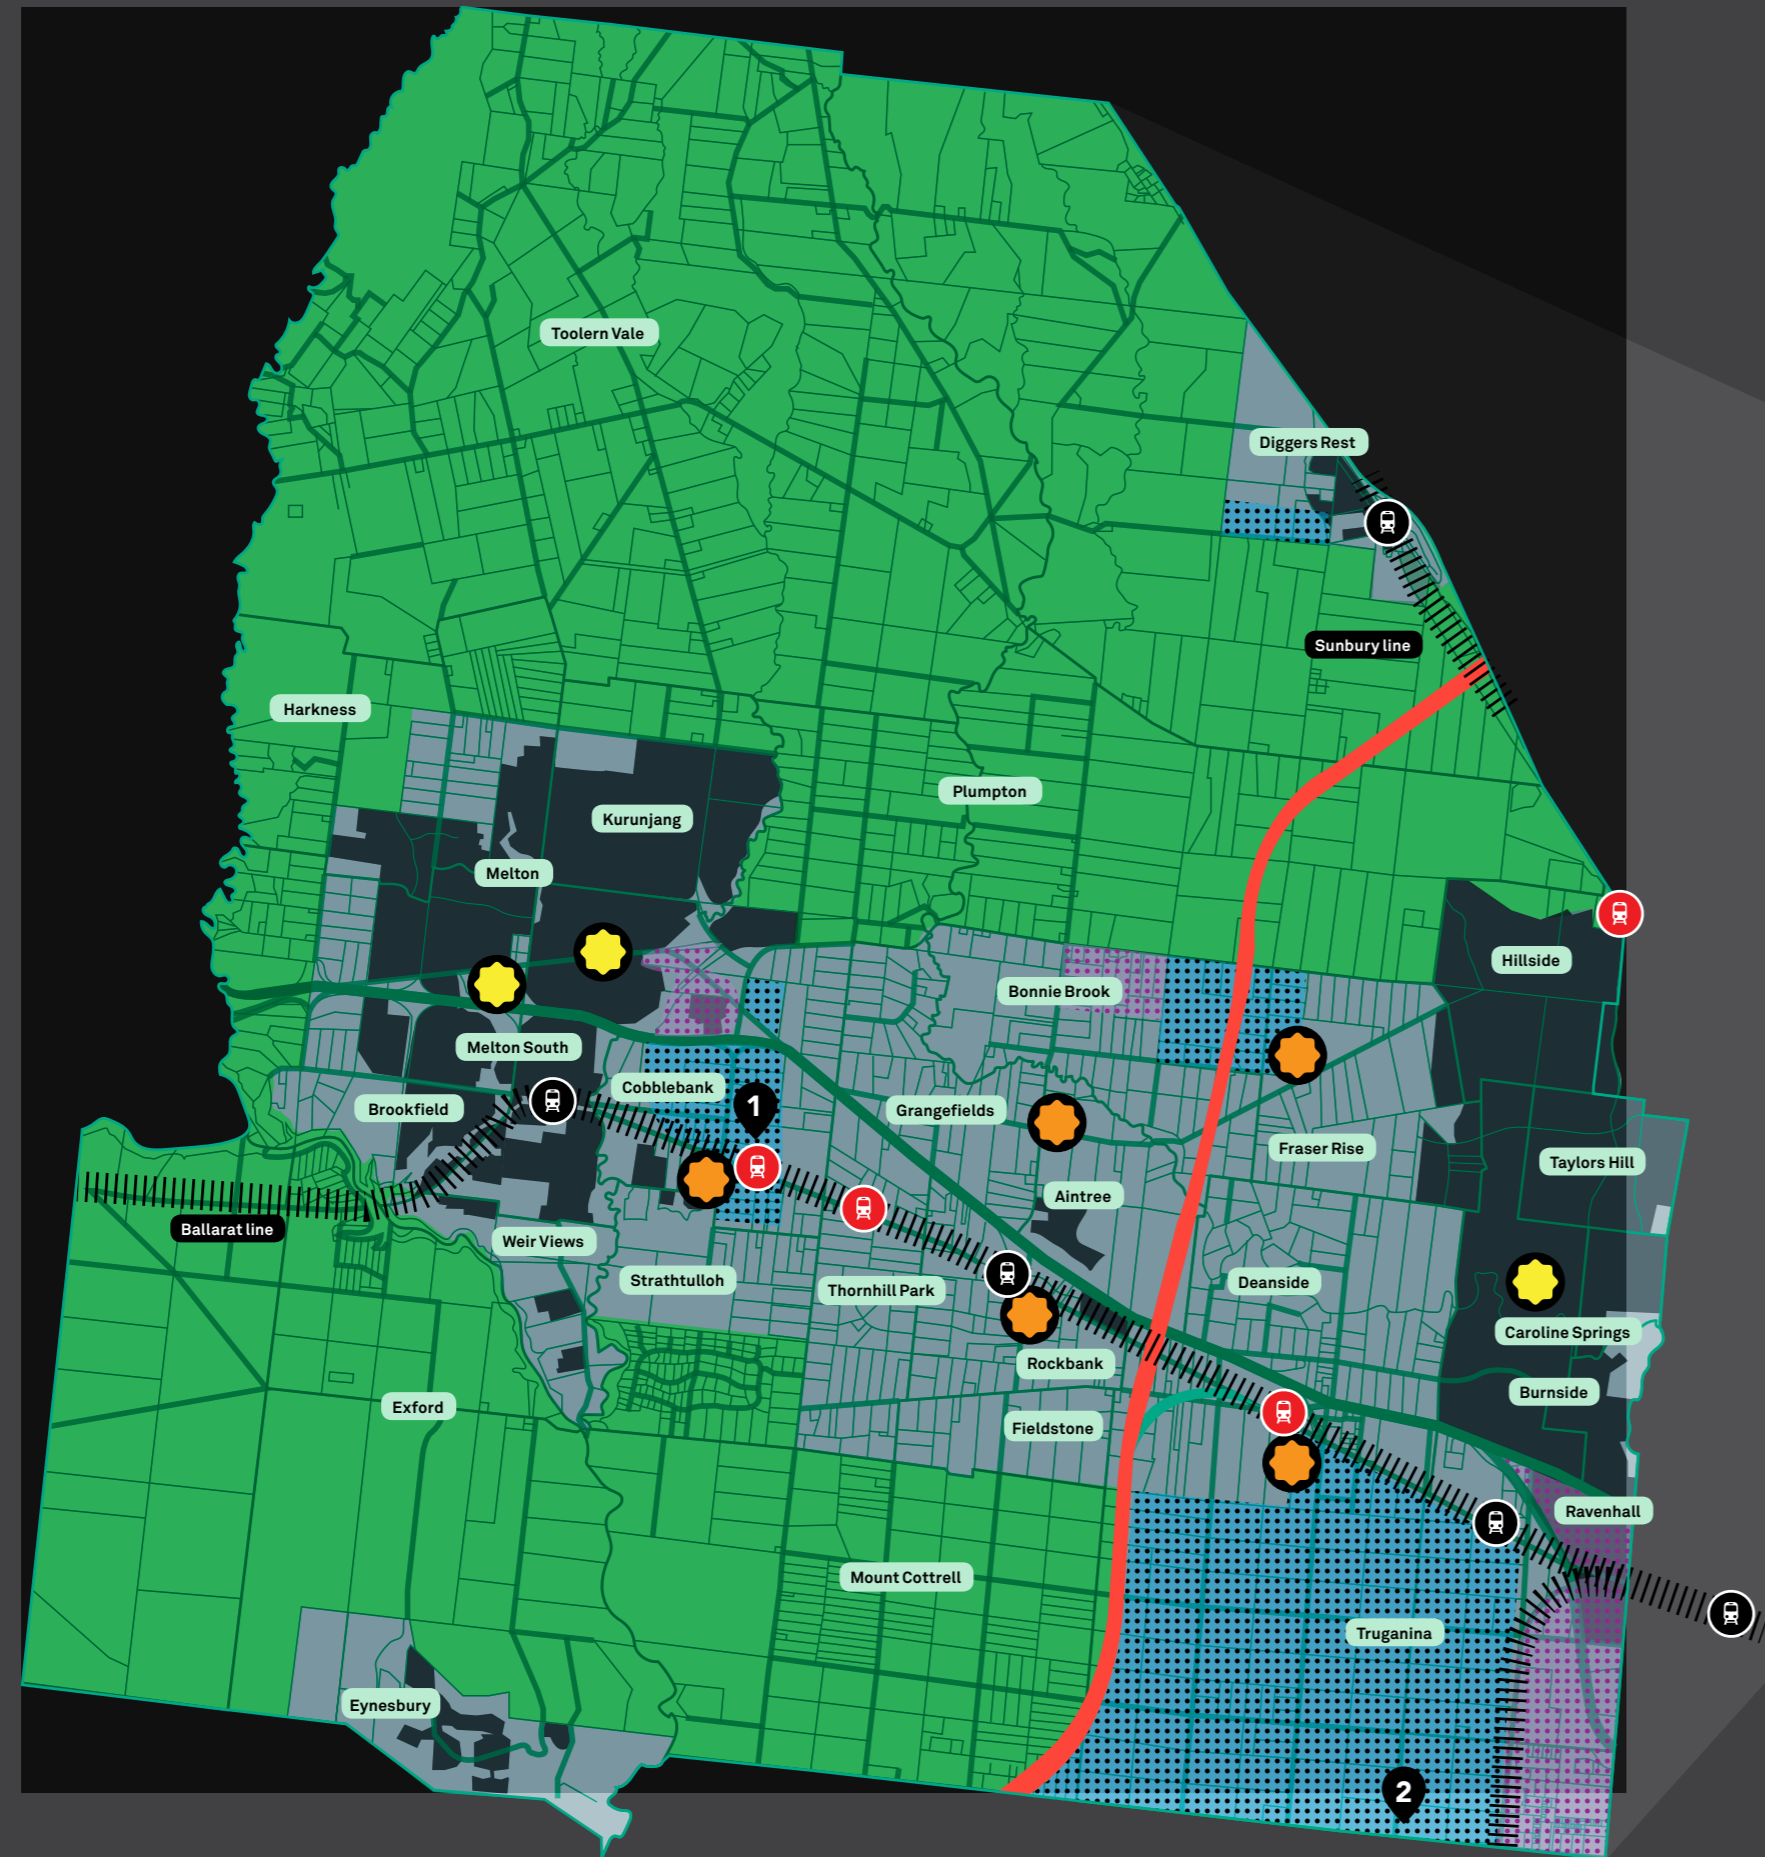 Toolern Vale
Diggers Rest
Sunbury line
Harkness
Plumpton
Kurunjang
Melton
Hillside
Bonnie Brook
Melton South
Cobblebank
1
Brookfield
Grangefields
Fraser Rise
Taylors Hill
Aintree
Ballarat line
Weir Views
Strathtulloh
Thornhill Park
Deanside
Caroline Springs
Rockbank
Burnside
Exford
Fieldstone
Ravenhall
Mount Cottrell
Truganina
Eynesbury
2